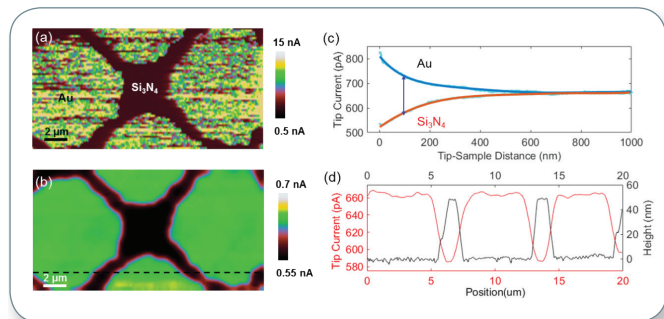 (a)
15 nA
Si₃N₄
Au
2 µm
0.5 nA
(b)
0.7 nA
2 µm
0.55 nA
(c)
800
700
600
500
Tip Current (pA)
Au
Si₃N₄
0 200 400 600 800 1000
Tip-Sample Distance (nm)
(d)
0 5 10 15 20
660
640
620
600
580
Tip Current (pA)
60
40
20
0
Height (nm)
0 5 10 15 20
Position(um)